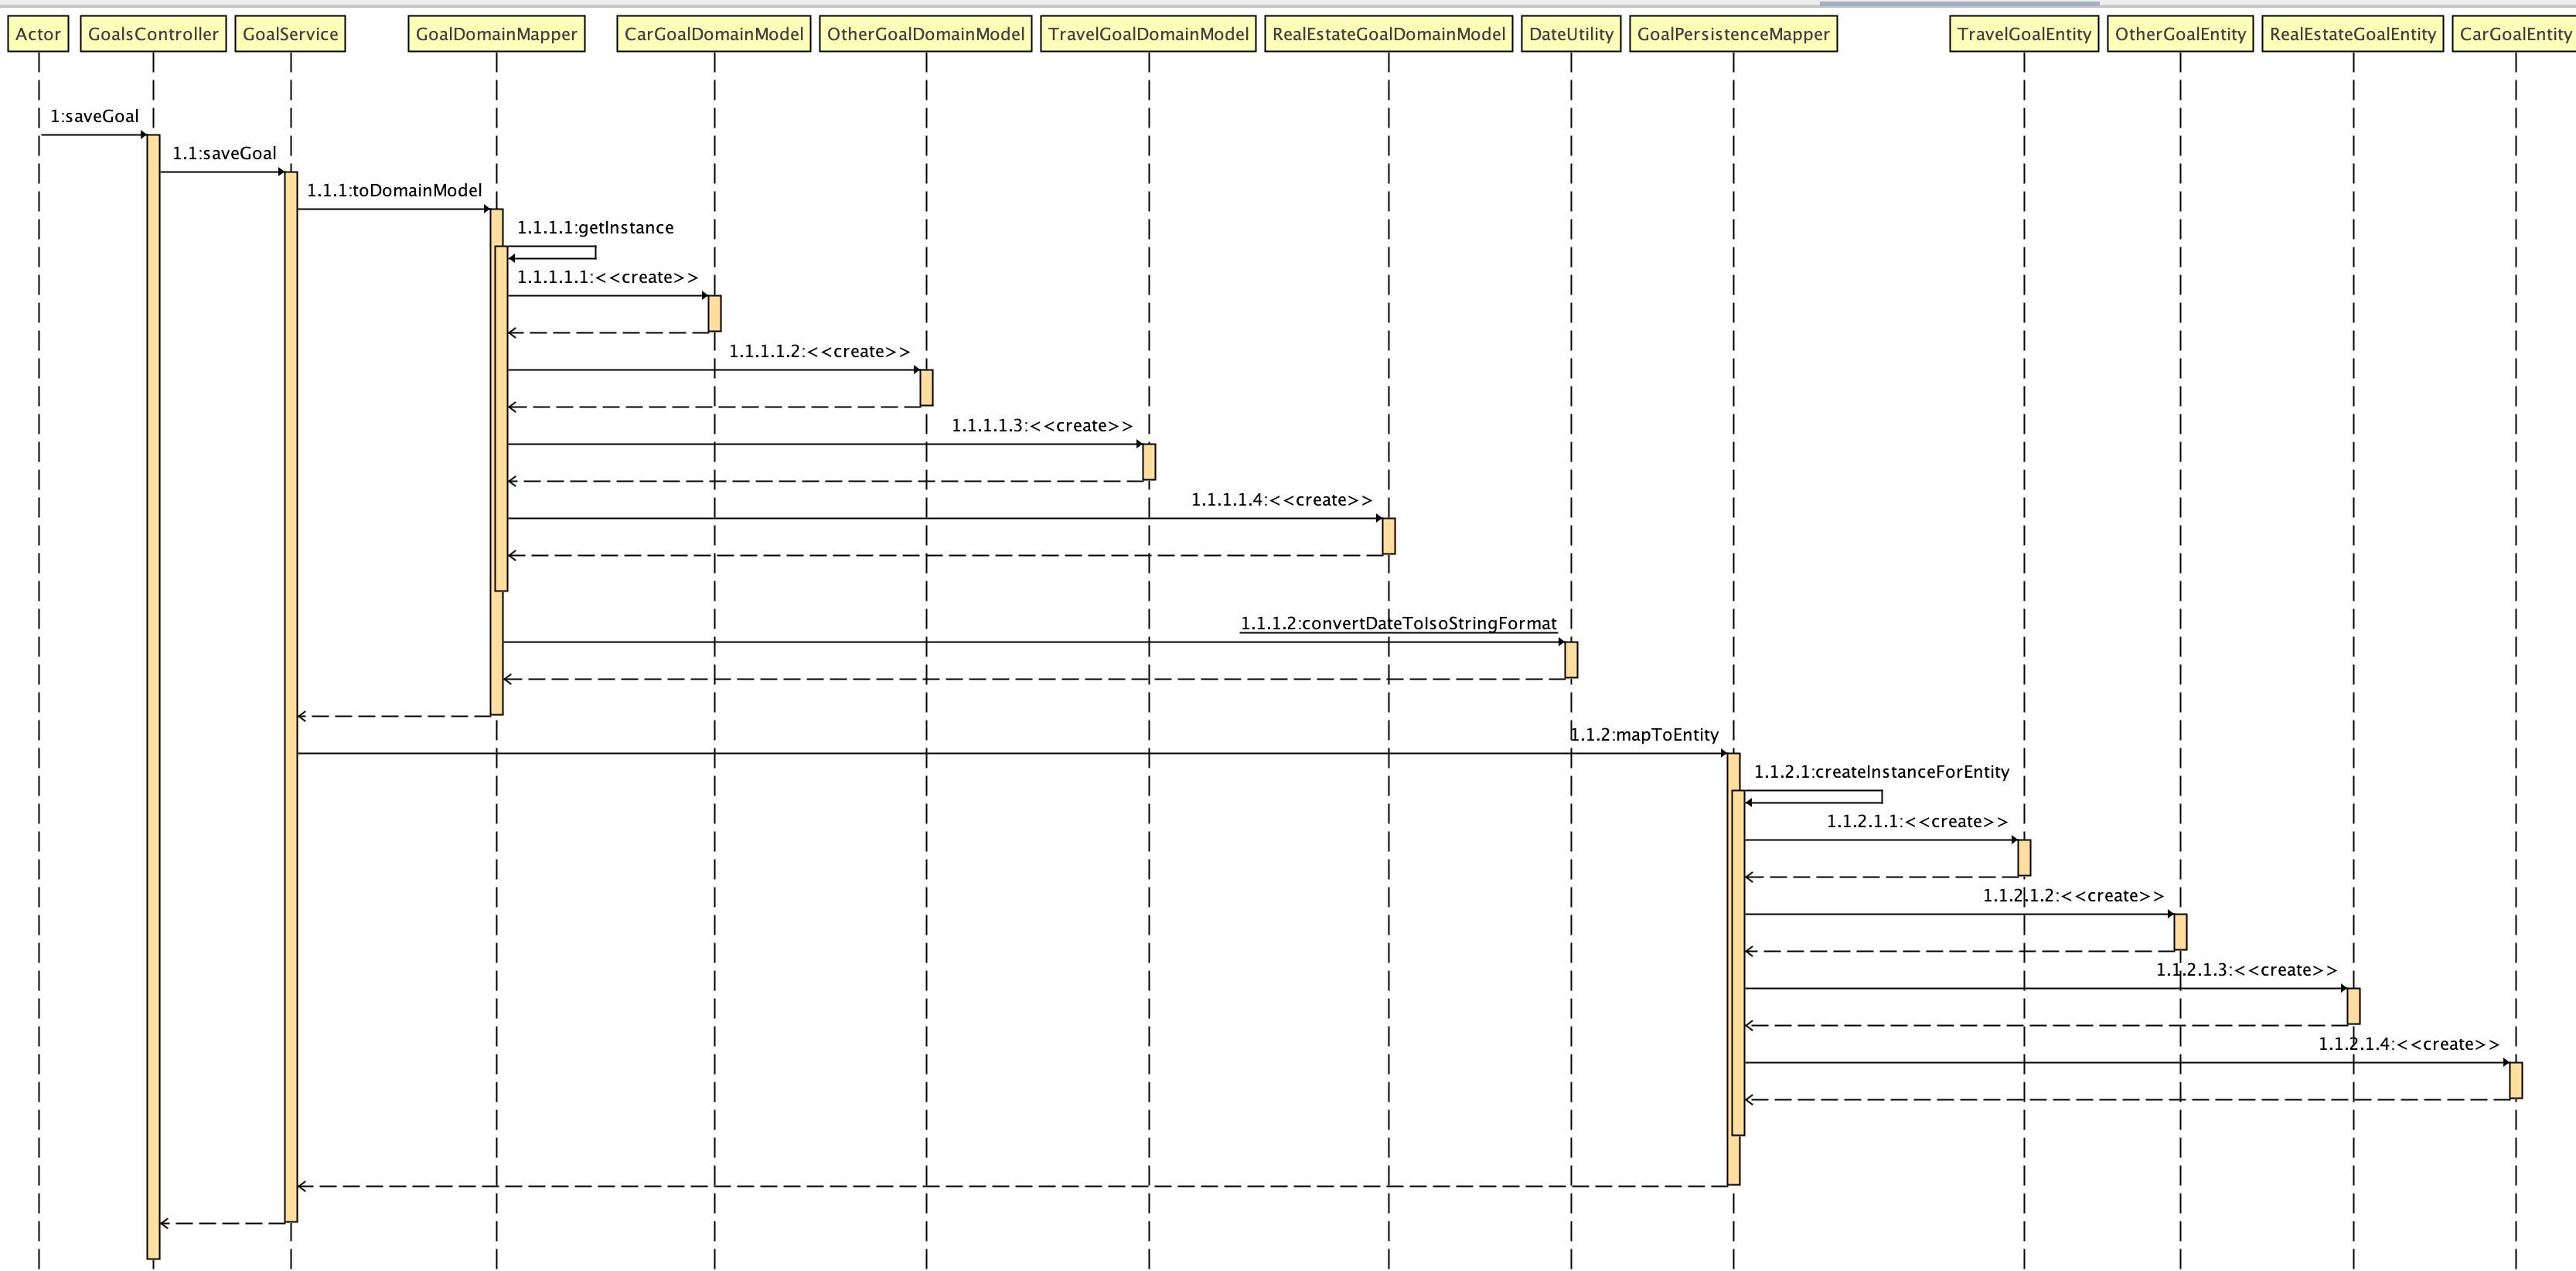 Actor
GoalsController
GoalService
GoalDomainMapper
CarGoalDomainModel
OtherGoalDomainModel
TravelGoalDomainModel
RealEstateGoalDomainModel
DateUtility
GoalPersistenceMapper
TravelGoalEntity
OtherGoalEntity
RealEstateGoalEntity
CarGoalEntity
1:saveGoal
1.1:saveGoal
1.1.1:toDomainModel
1.1.1.1:getInstance
1.1.1.1.1:<<create>>
1.1.1.1.2:<<create>>
1.1.1.1.3:<<create>>
1.1.1.1.4:<<create>>
1.1.1.2:convertDateToIsoStringFormat
1.1.2:mapToEntity
1.1.2.1:createInstanceForEntity
1.1.2.1.1:<<create>>
1.1.2.1.2:<<create>>
1.1.2.1.3:<<create>>
1.1.2.1.4:<<create>>